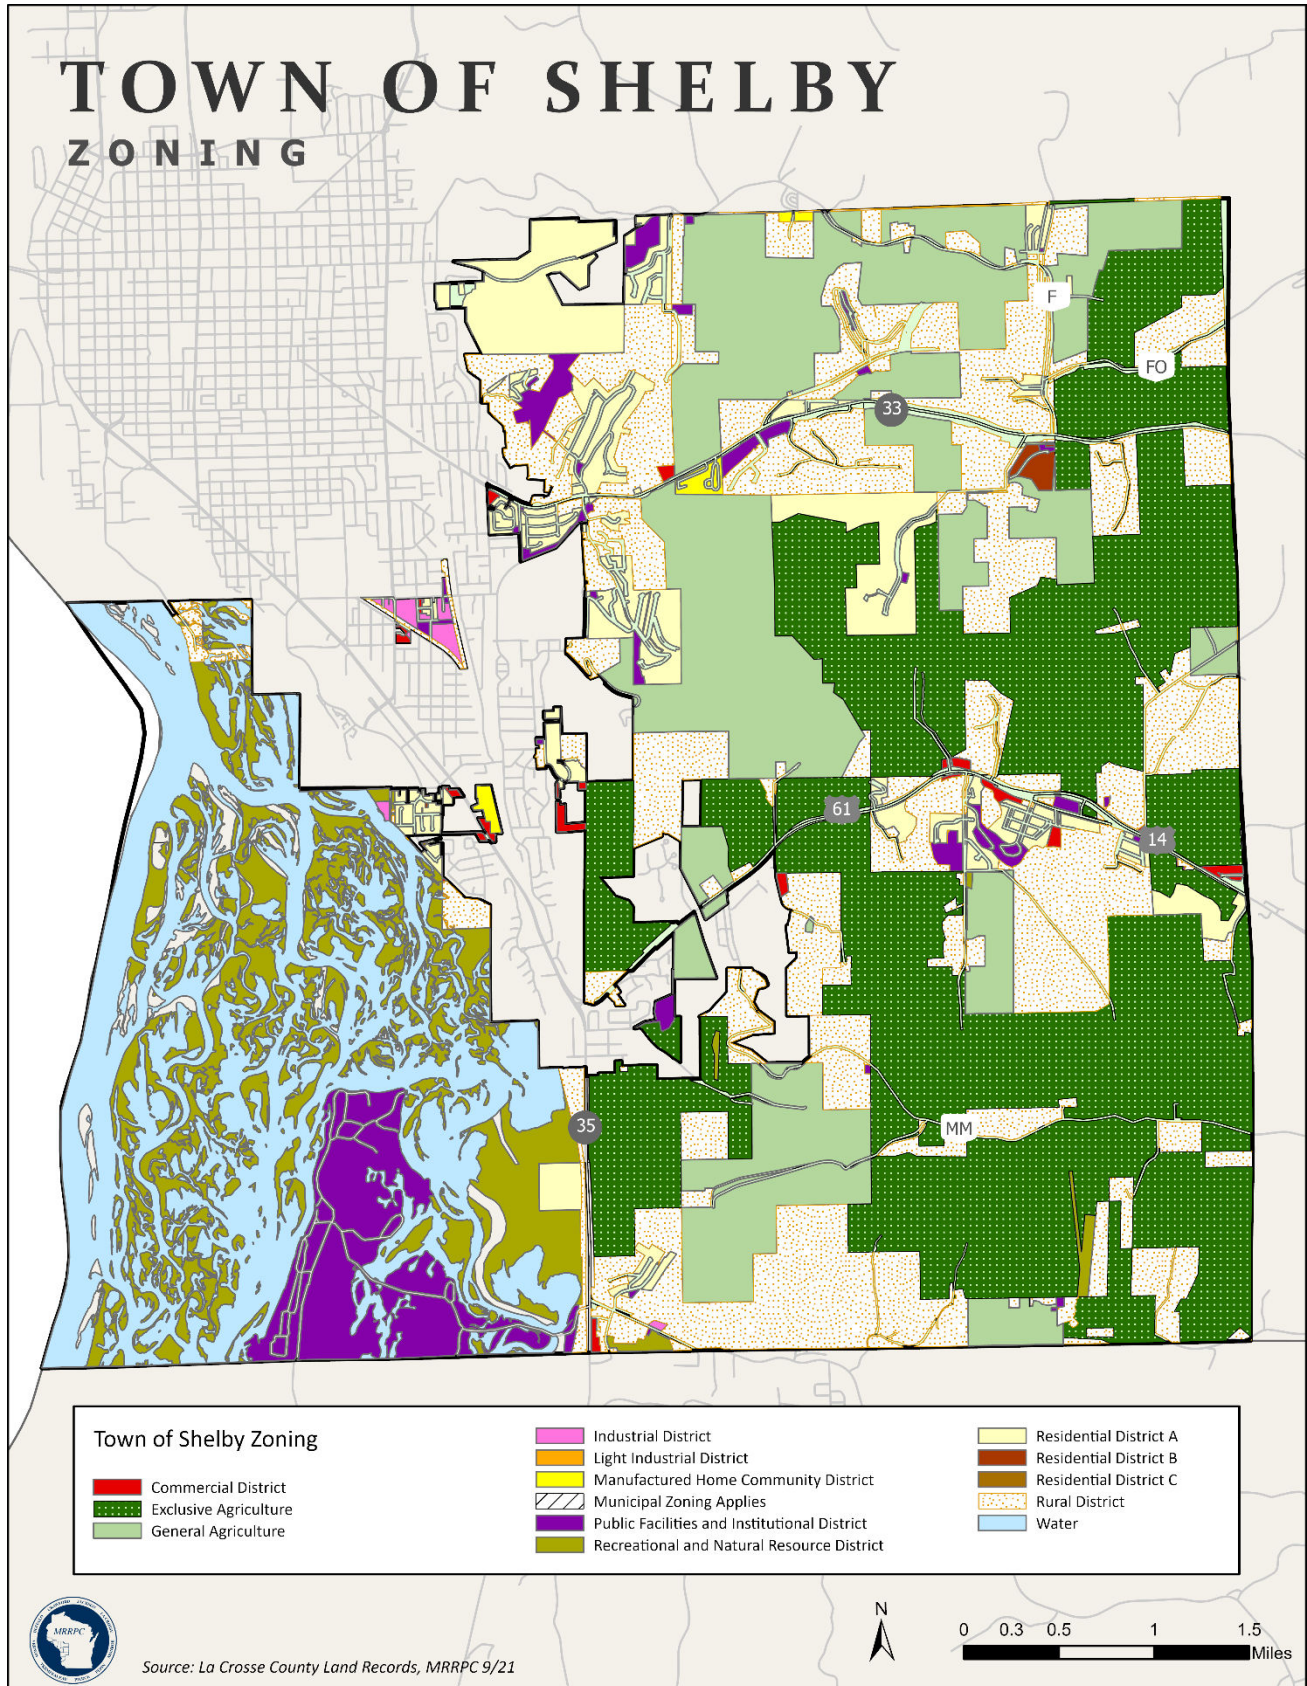 TOWN OF SHELBY
ZONING
F
FO
33
61
14
35
MM
Town of Shelby Zoning
Commercial District
Exclusive Agriculture
General Agriculture
Industrial District
Light Industrial District
Manufactured Home Community District
Municipal Zoning Applies
Public Facilities and Institutional District
Recreational and Natural Resource District
Residential District A
Residential District B
Residential District C
Rural District
Water
MRRPC
Source: La Crosse County Land Records, MRRPC 9/21
N
0 0.3 0.5 1 1.5
Miles